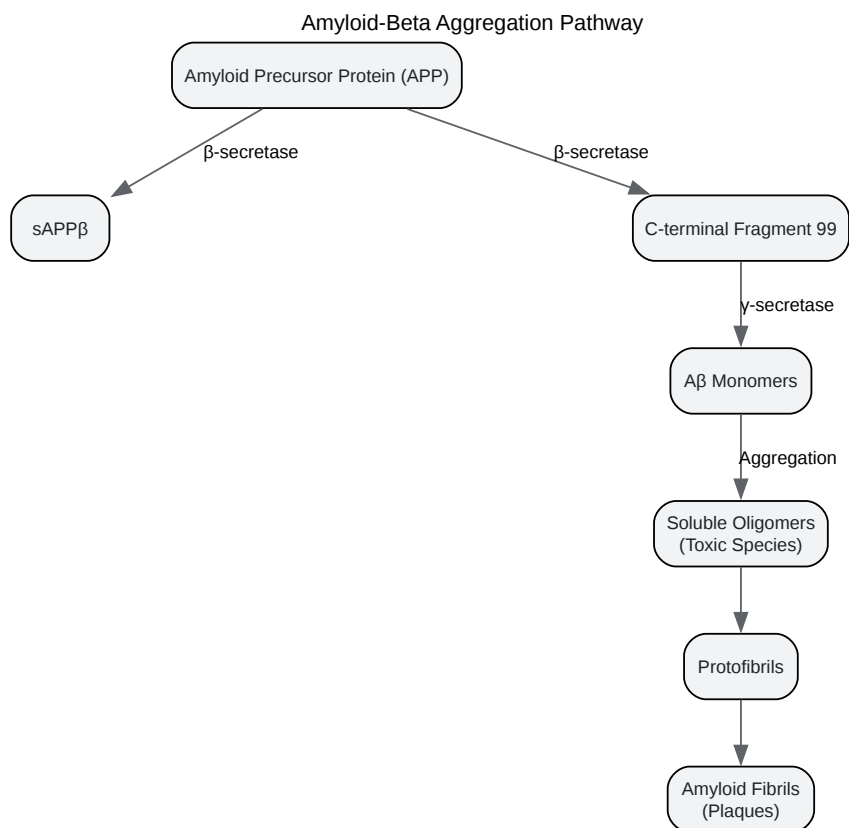 Amyloid-Beta Aggregation Pathway
Amyloid Precursor Protein (APP)
β-secretase
β-secretase
sAPPβ
C-terminal Fragment 99
γ-secretase
Aβ Monomers
Aggregation
Soluble Oligomers
(Toxic Species)
Protofibrils
Amyloid Fibrils
(Plaques)